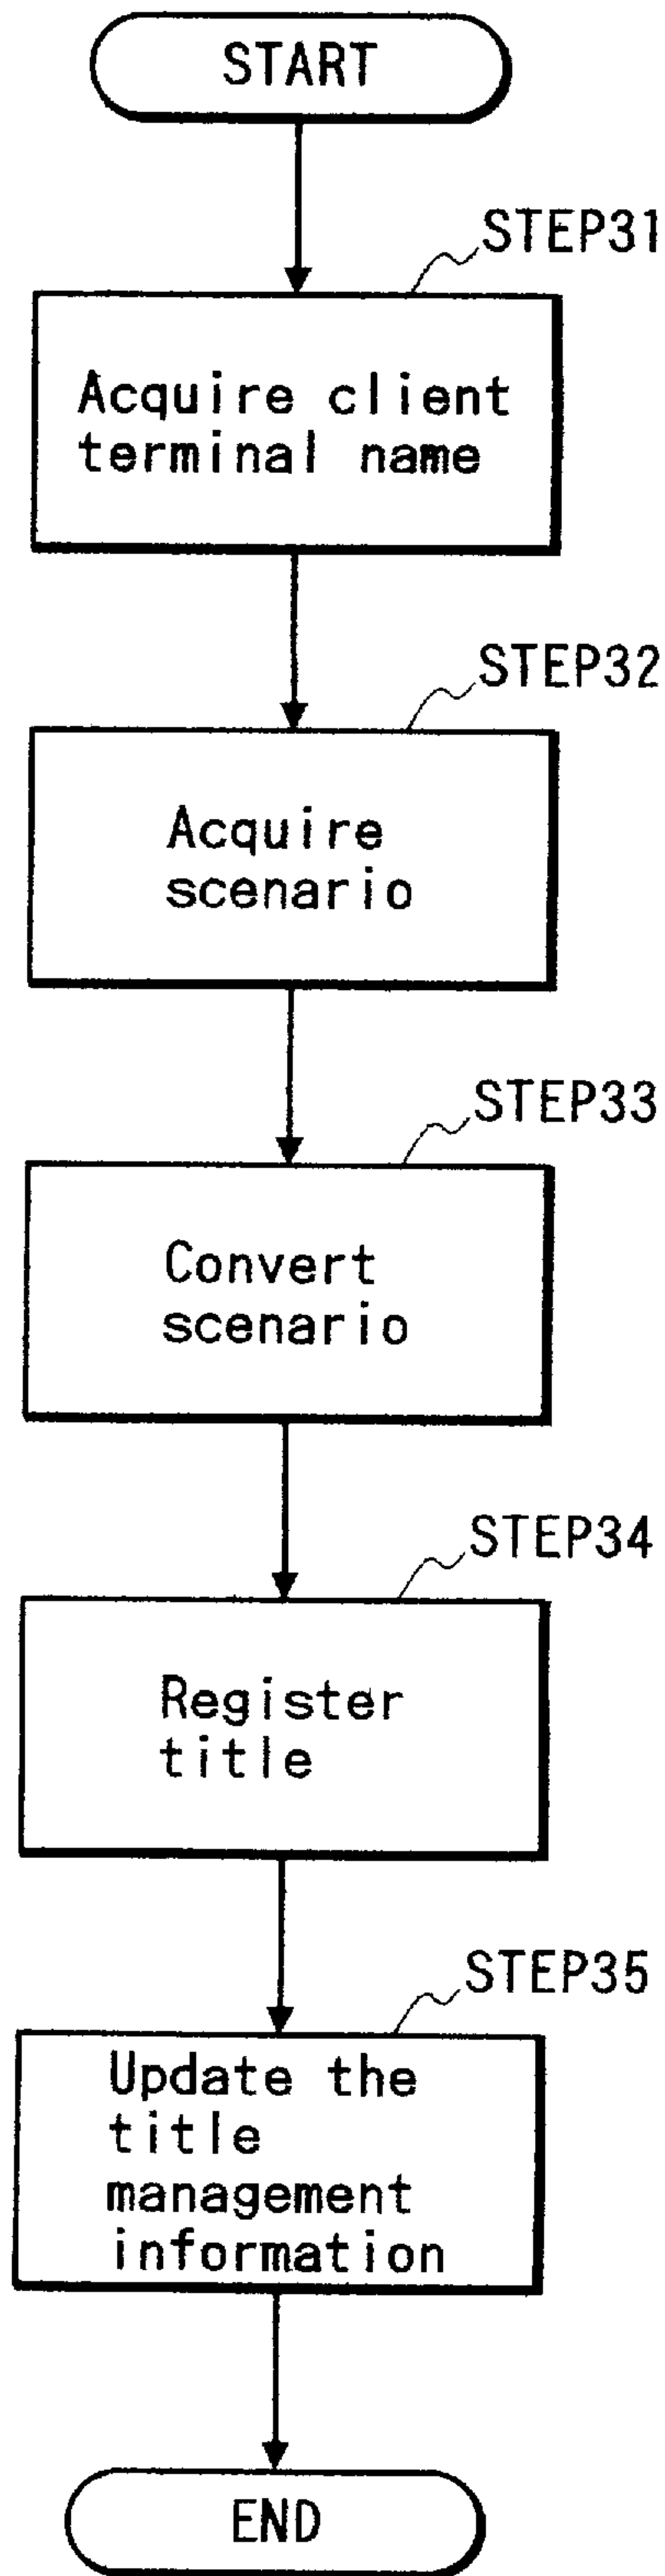 START
STEP31
Acquire client
terminal name
STEP32
Acquire
scenario
STEP33
Convert
scenario
STEP34
Register
title
STEP35
Update the
title
management
information
END